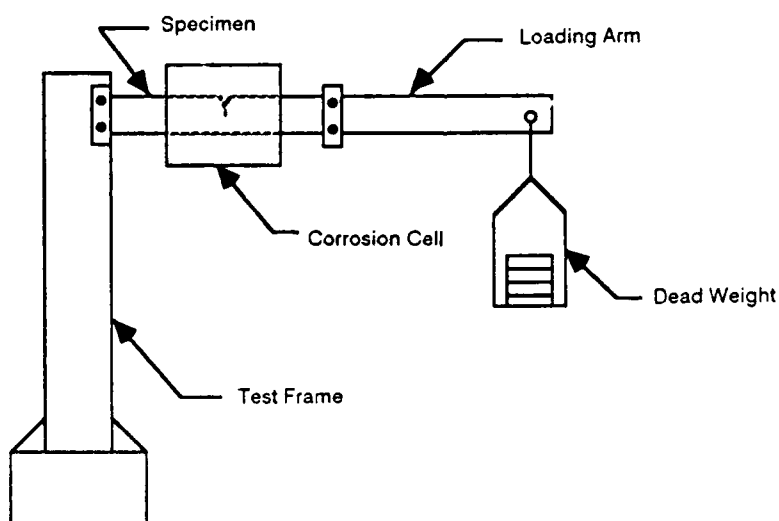 Specimen
Loading Arm
Corrosion Cell
Dead Weight
Test Frame